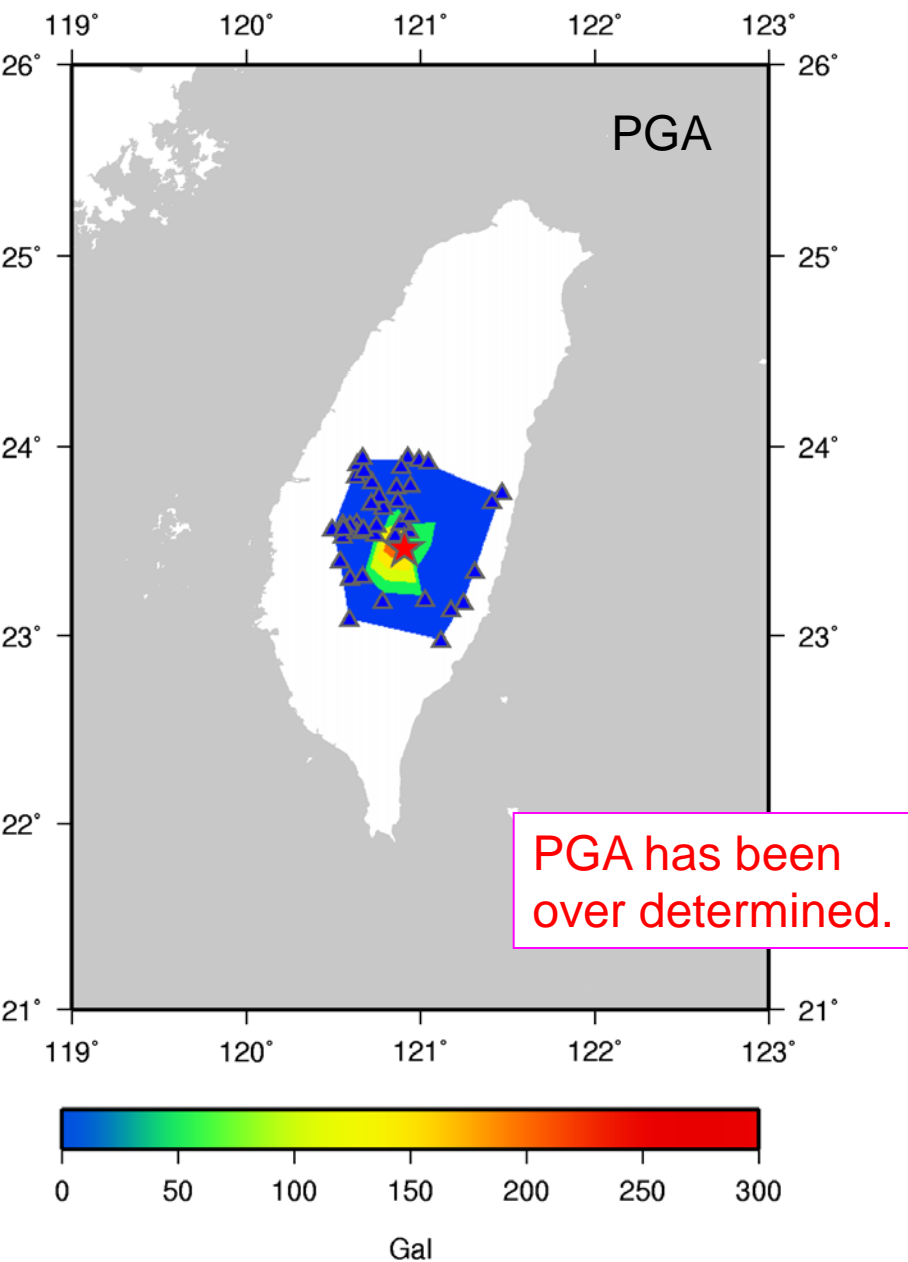 119˚ 120˚ 121˚ 122˚ 123˚
26˚ 26˚
PGA
25˚ 25˚
24˚ 24˚
23˚ 23˚
22˚ 22˚
PGA has been
over determined.
21˚ 21˚
119˚ 120˚ 121˚ 122˚ 123˚
0 50 100 150 200 250 300
Gal